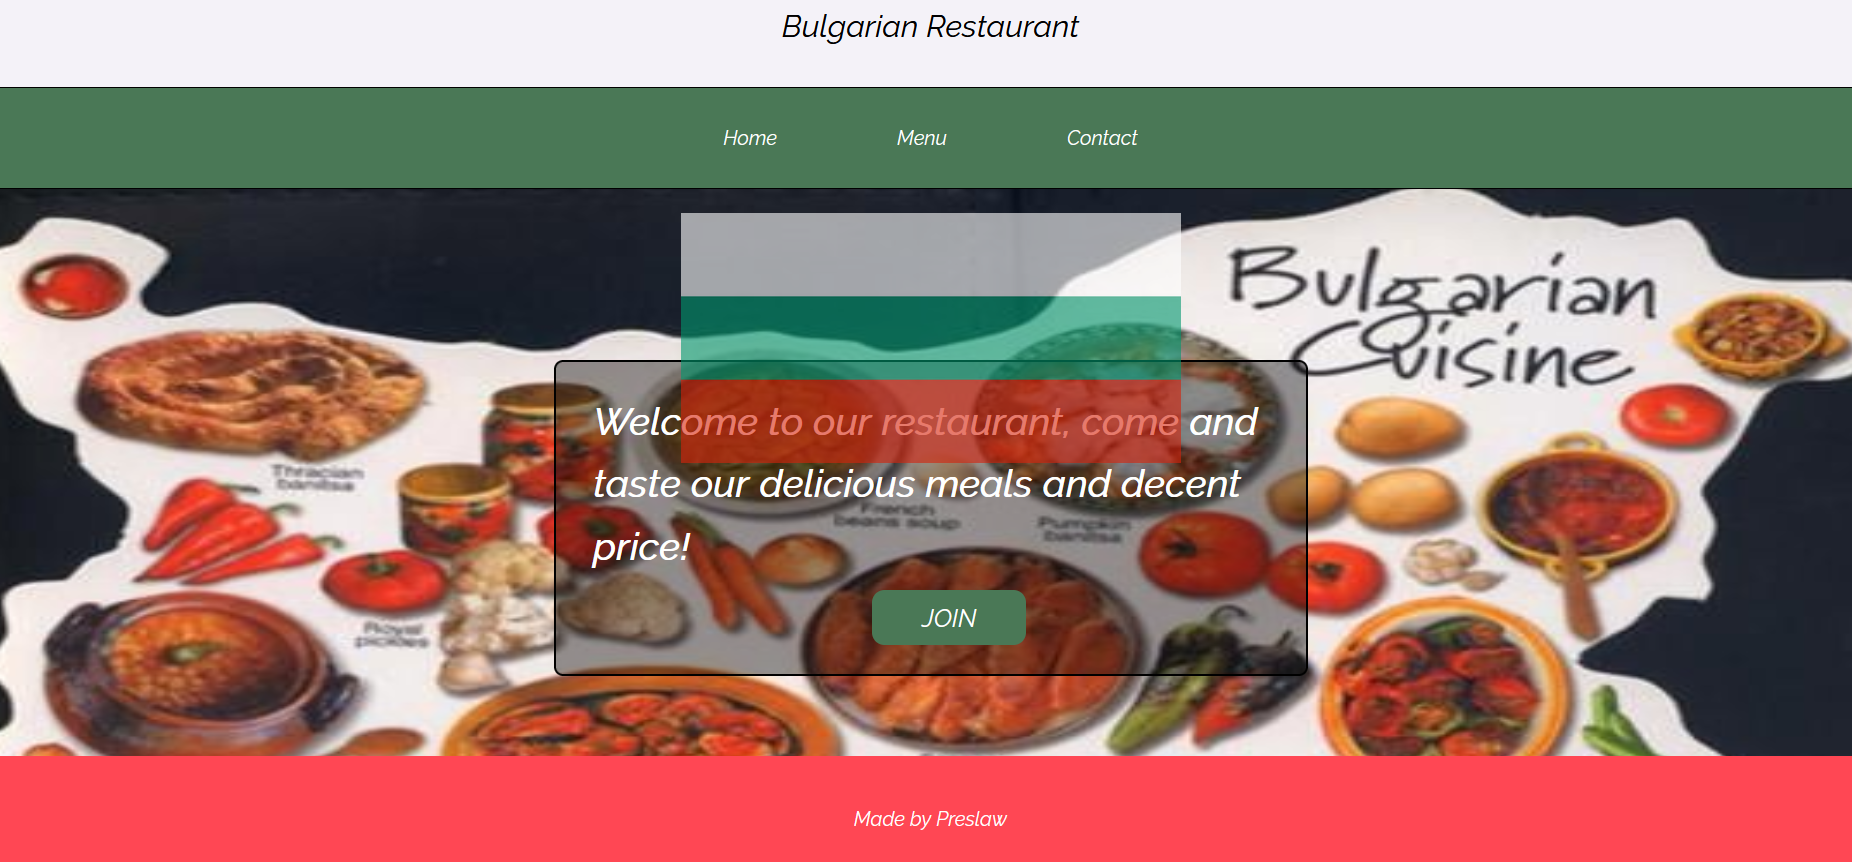 Bulgarian Restaurant
Home Menu Contact
Bulgarian
Cuisine
Welcome to our restaurant, come and
taste our delicious meals and decent
price!
Thracian
banitsa
French
beans soup
Pumpkin
banitsa
JOIN
Royal
pickles
Made by Preslaw